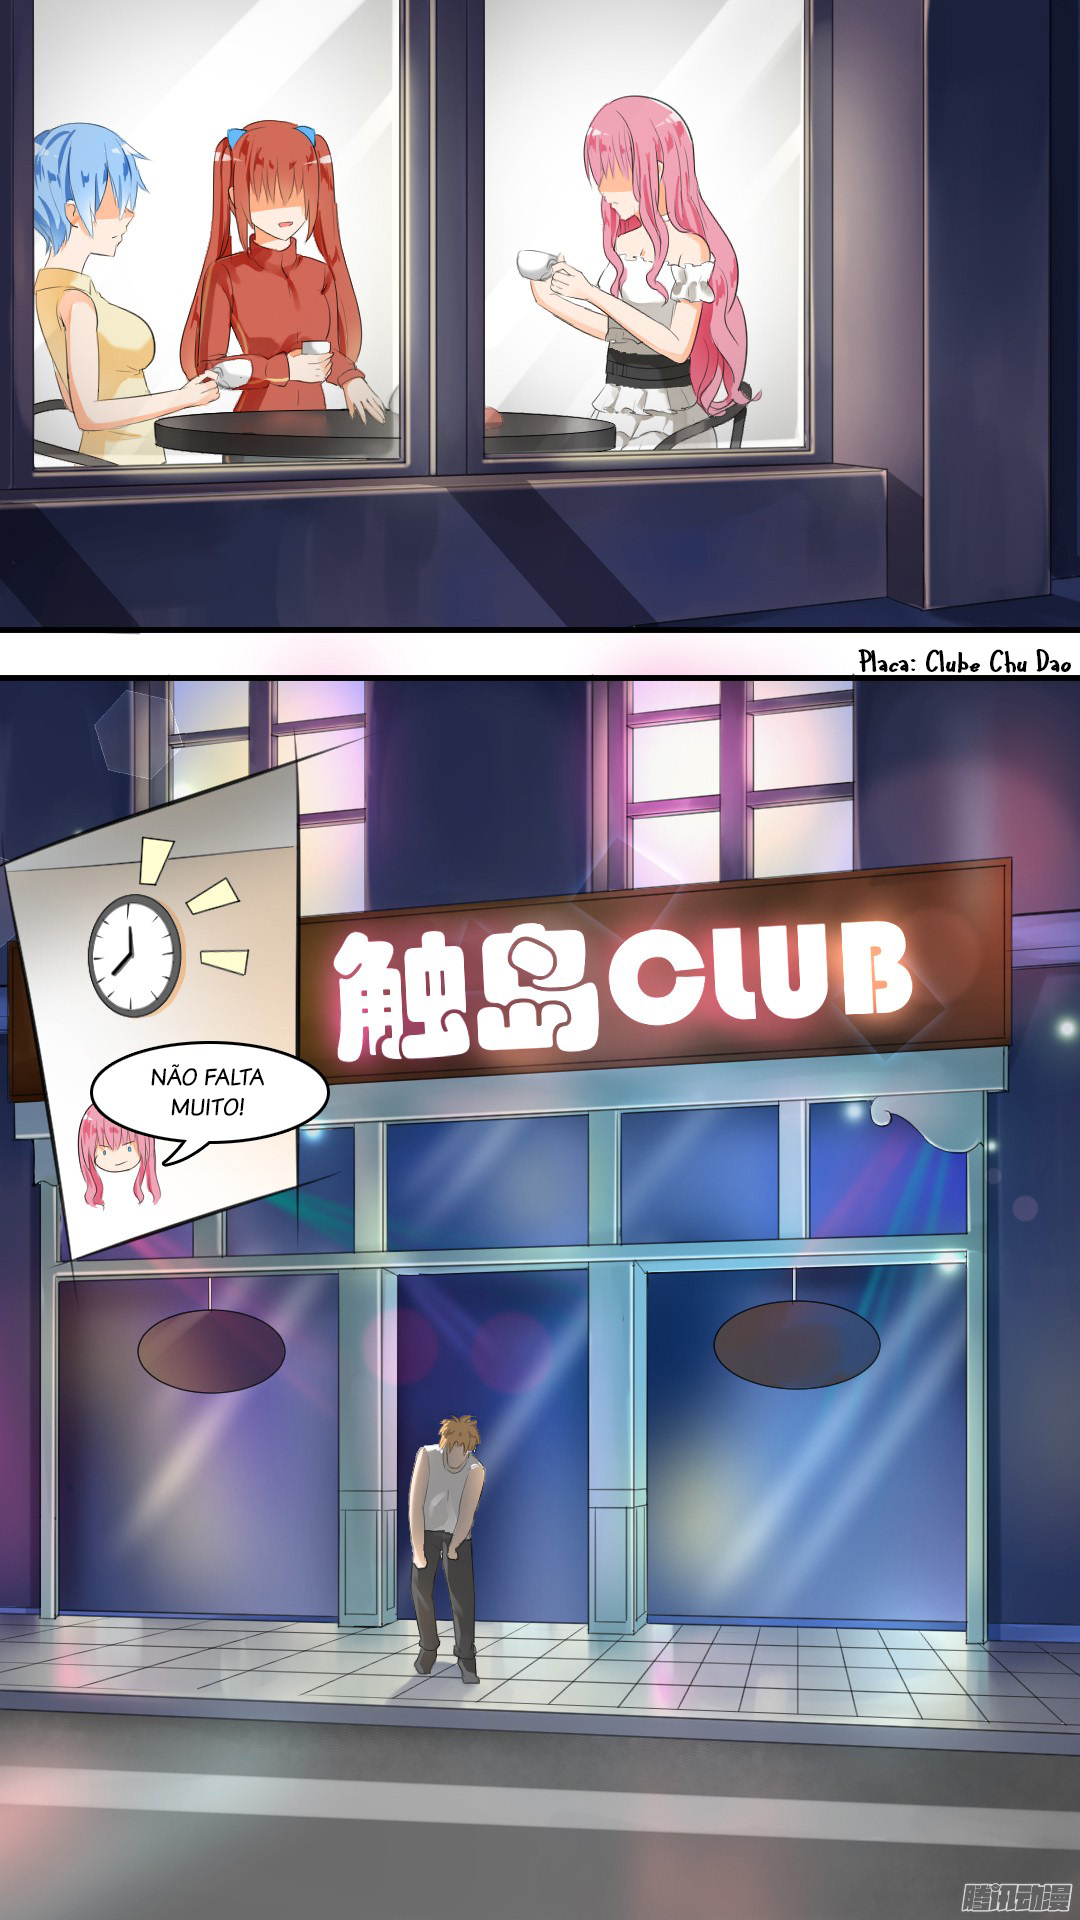 Placa: Clube Chu Dao
触岛CLUB
NÃO FALTA
MUITO!
腾讯动漫